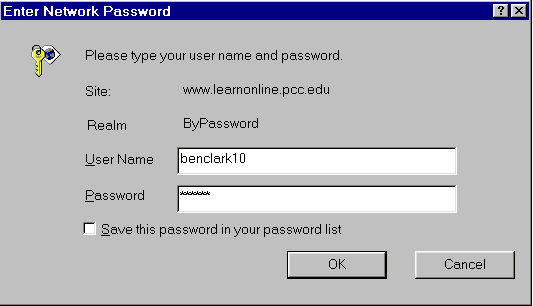 Enter Network Password
Please type your user name and password.
Site: www.learnonline.pcc.edu
Realm ByPassword
User Name benclark10
Password ******
Save this password in your password list
OK Cancel